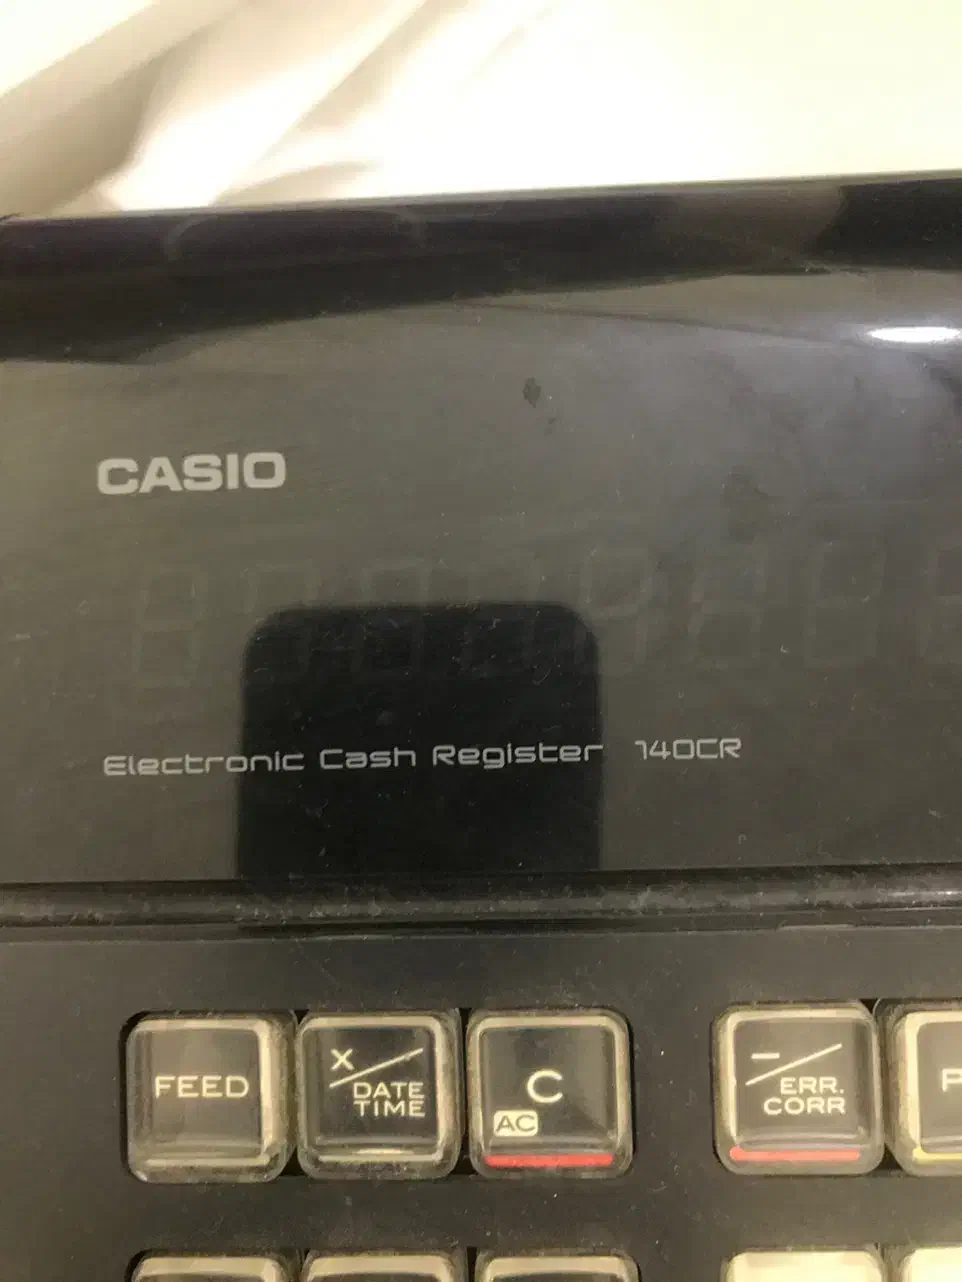 CASIO
Electronic Cash Register 140CR
FEED
X/DATE TIME
C
AC
−/ERR. CORR
P